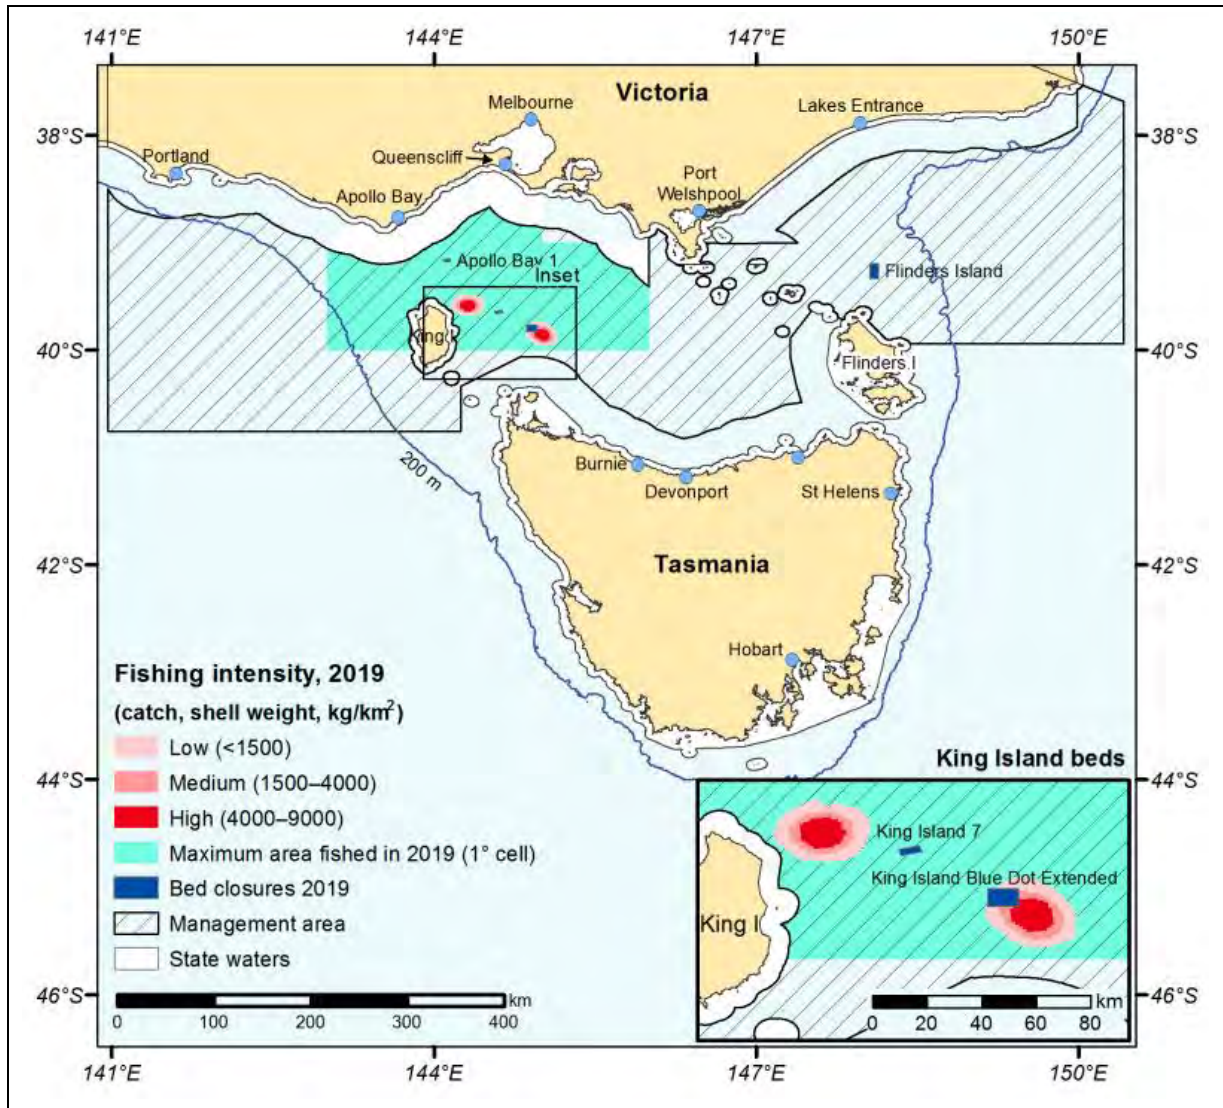 141°E 144°E 147°E 150°E
Victoria
Melbourne
Lakes Entrance
38°S 38°S
Queenscliff
Portland
Port
Welshpool
Apollo Bay
Apollo Bay 1
Inset
Flinders Island
King I
40°S 40°S
Flinders I
200 m
Burnie
Devonport
St Helens
42°S 42°S
Tasmania
Hobart
Fishing intensity, 2019
(catch, shell weight, kg/km²)
Low (<1500)
Medium (1500–4000)
High (4000–9000)
Maximum area fished in 2019 (1° cell)
Bed closures 2019
Management area
State waters
km
0 100 200 300 400
44°S 44°S
King Island beds
King Island 7
King Island Blue Dot Extended
King I
km
0 20 40 60 80
46°S 46°S
141°E 144°E 147°E 150°E